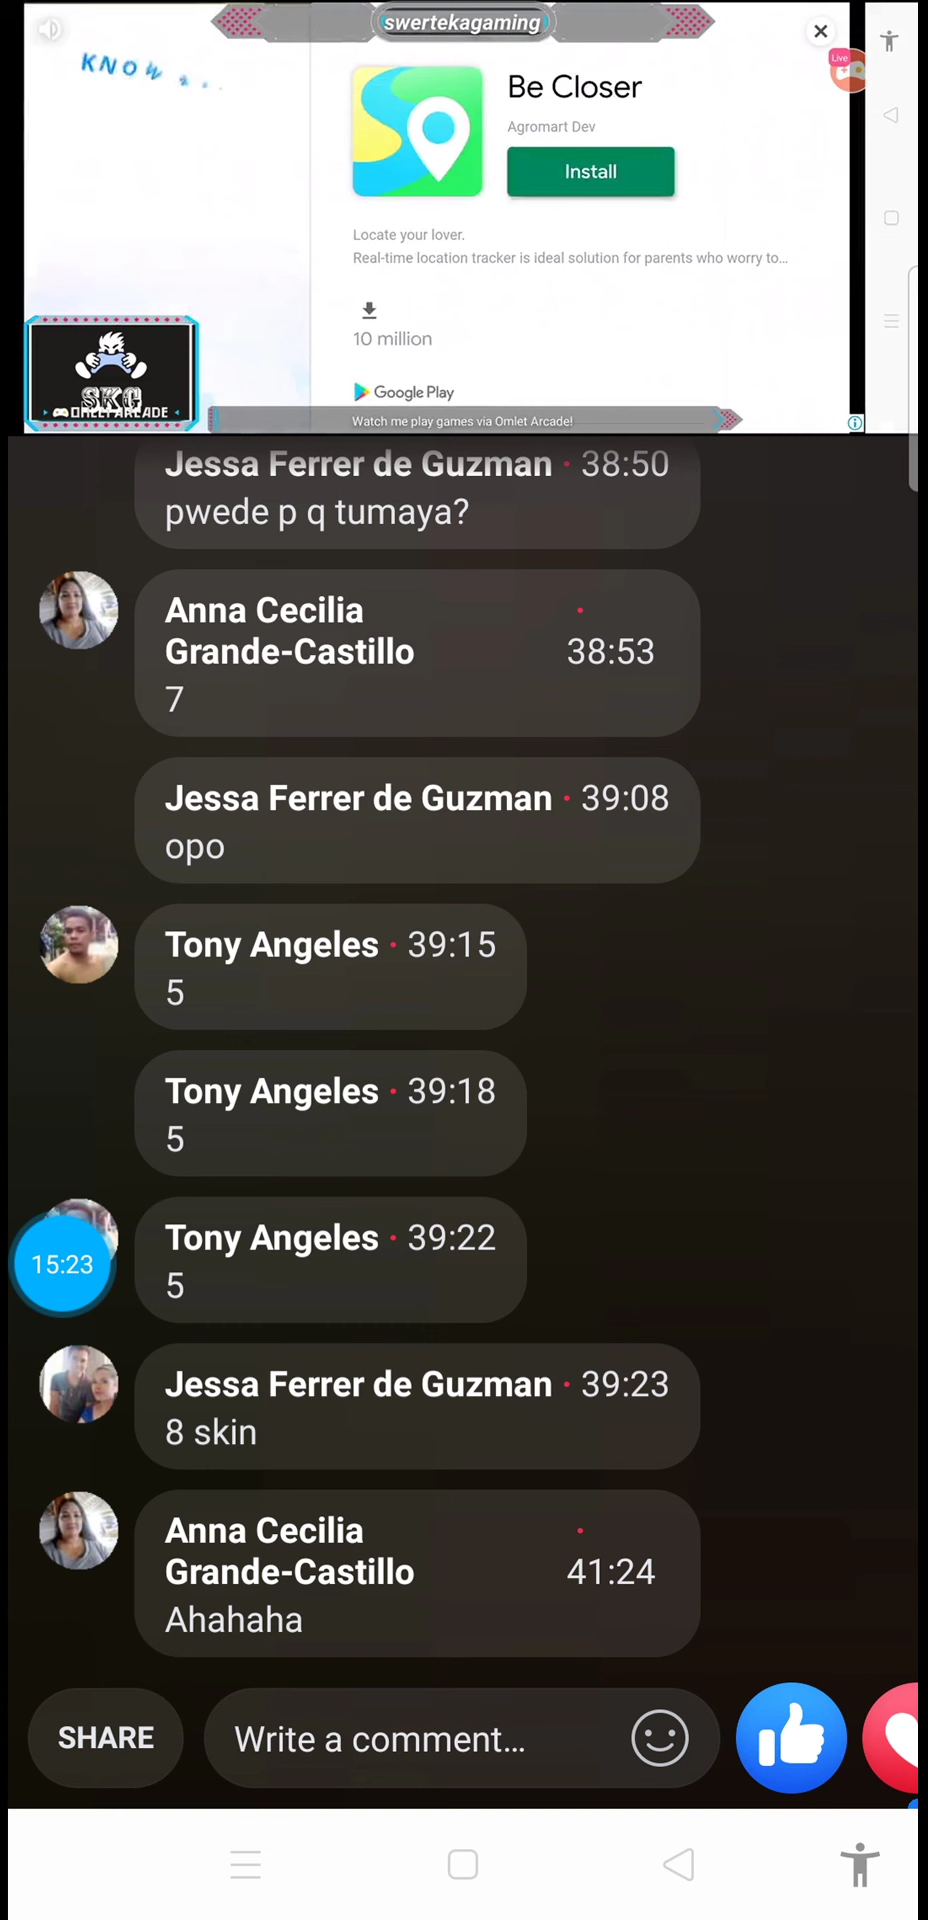 swertekagaming
KNOW ...
Live
Be Closer
Agromart Dev
Install
Locate your lover.
Real-time location tracker is ideal solution for parents who worry to...
10 million
Google Play
SKG
OMLET ARCADE
Watch me play games via Omlet Arcade!
Jessa Ferrer de Guzman · 38:50
pwede p q tumaya?
Anna Cecilia
Grande-Castillo · 38:53
7
Jessa Ferrer de Guzman · 39:08
opo
Tony Angeles · 39:15
5
Tony Angeles · 39:18
5
Tony Angeles · 39:22
5
15:23
Jessa Ferrer de Guzman · 39:23
8 skin
Anna Cecilia
Grande-Castillo · 41:24
Ahahaha
SHARE
Write a comment...